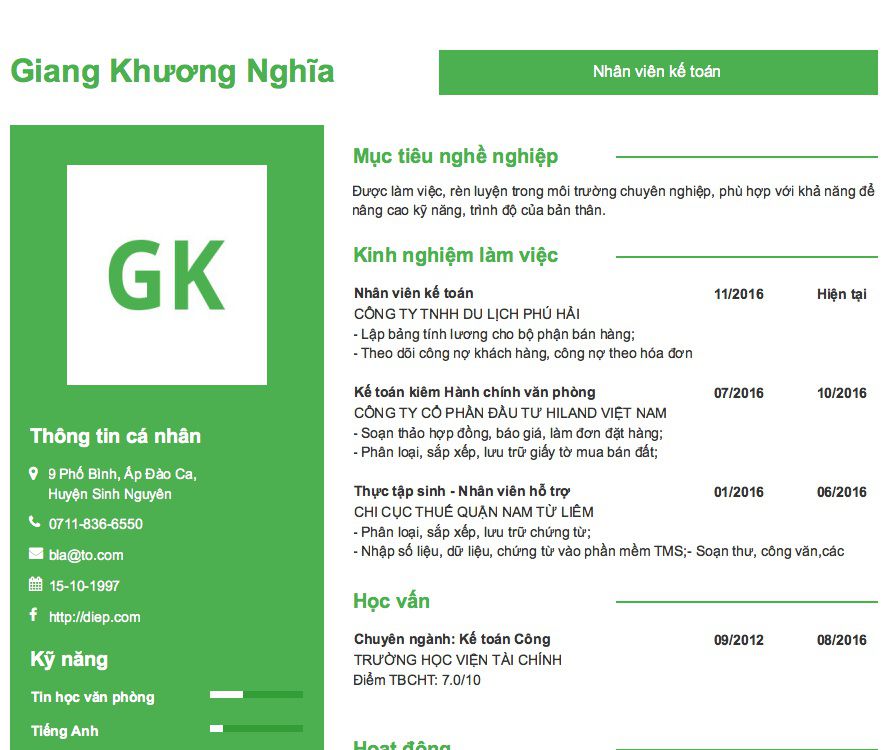 Giang Khương Nghĩa
Nhân viên kế toán
GK
Thông tin cá nhân
9 Phố Bình, Ấp Đào Ca,
Huyện Sinh Nguyên
0711-836-6550
bla@to.com
15-10-1997
http://diep.com
Kỹ năng
Tin học văn phòng
Tiếng Anh
Mục tiêu nghề nghiệp
Được làm việc, rèn luyện trong môi trường chuyên nghiệp, phù hợp với khả năng để
nâng cao kỹ năng, trình độ của bản thân.
Kinh nghiệm làm việc
Nhân viên kế toán 11/2016 Hiện tại
CÔNG TY TNHH DU LỊCH PHÚ HẢI
- Lập bảng tính lương cho bộ phận bán hàng;
- Theo dõi công nợ khách hàng, công nợ theo hóa đơn
Kế toán kiêm Hành chính văn phòng 07/2016 10/2016
CÔNG TY CỔ PHẦN ĐẦU TƯ HILAND VIỆT NAM
- Soạn thảo hợp đồng, báo giá, làm đơn đặt hàng;
- Phân loại, sắp xếp, lưu trữ giấy tờ mua bán đất;
Thực tập sinh - Nhân viên hỗ trợ 01/2016 06/2016
CHI CỤC THUẾ QUẬN NAM TỪ LIÊM
- Phân loại, sắp xếp, lưu trữ chứng từ;
- Nhập số liệu, dữ liệu, chứng từ vào phần mềm TMS;- Soạn thư, công văn,các
Học vấn
Chuyên ngành: Kế toán Công 09/2012 08/2016
TRƯỜNG HỌC VIỆN TÀI CHÍNH
Điểm TBCHT: 7.0/10
Hoạt động